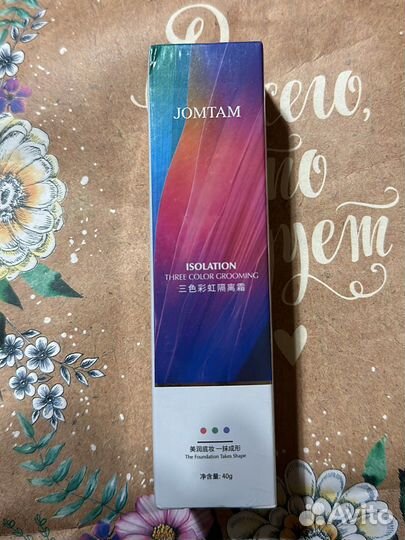 JOMTAM
ISOLATION
THREE COLOR GROOMING
三色彩虹隔离霜
美润底妆 一抹成形
The Foundation Takes Shape
净含量: 40g
Avito